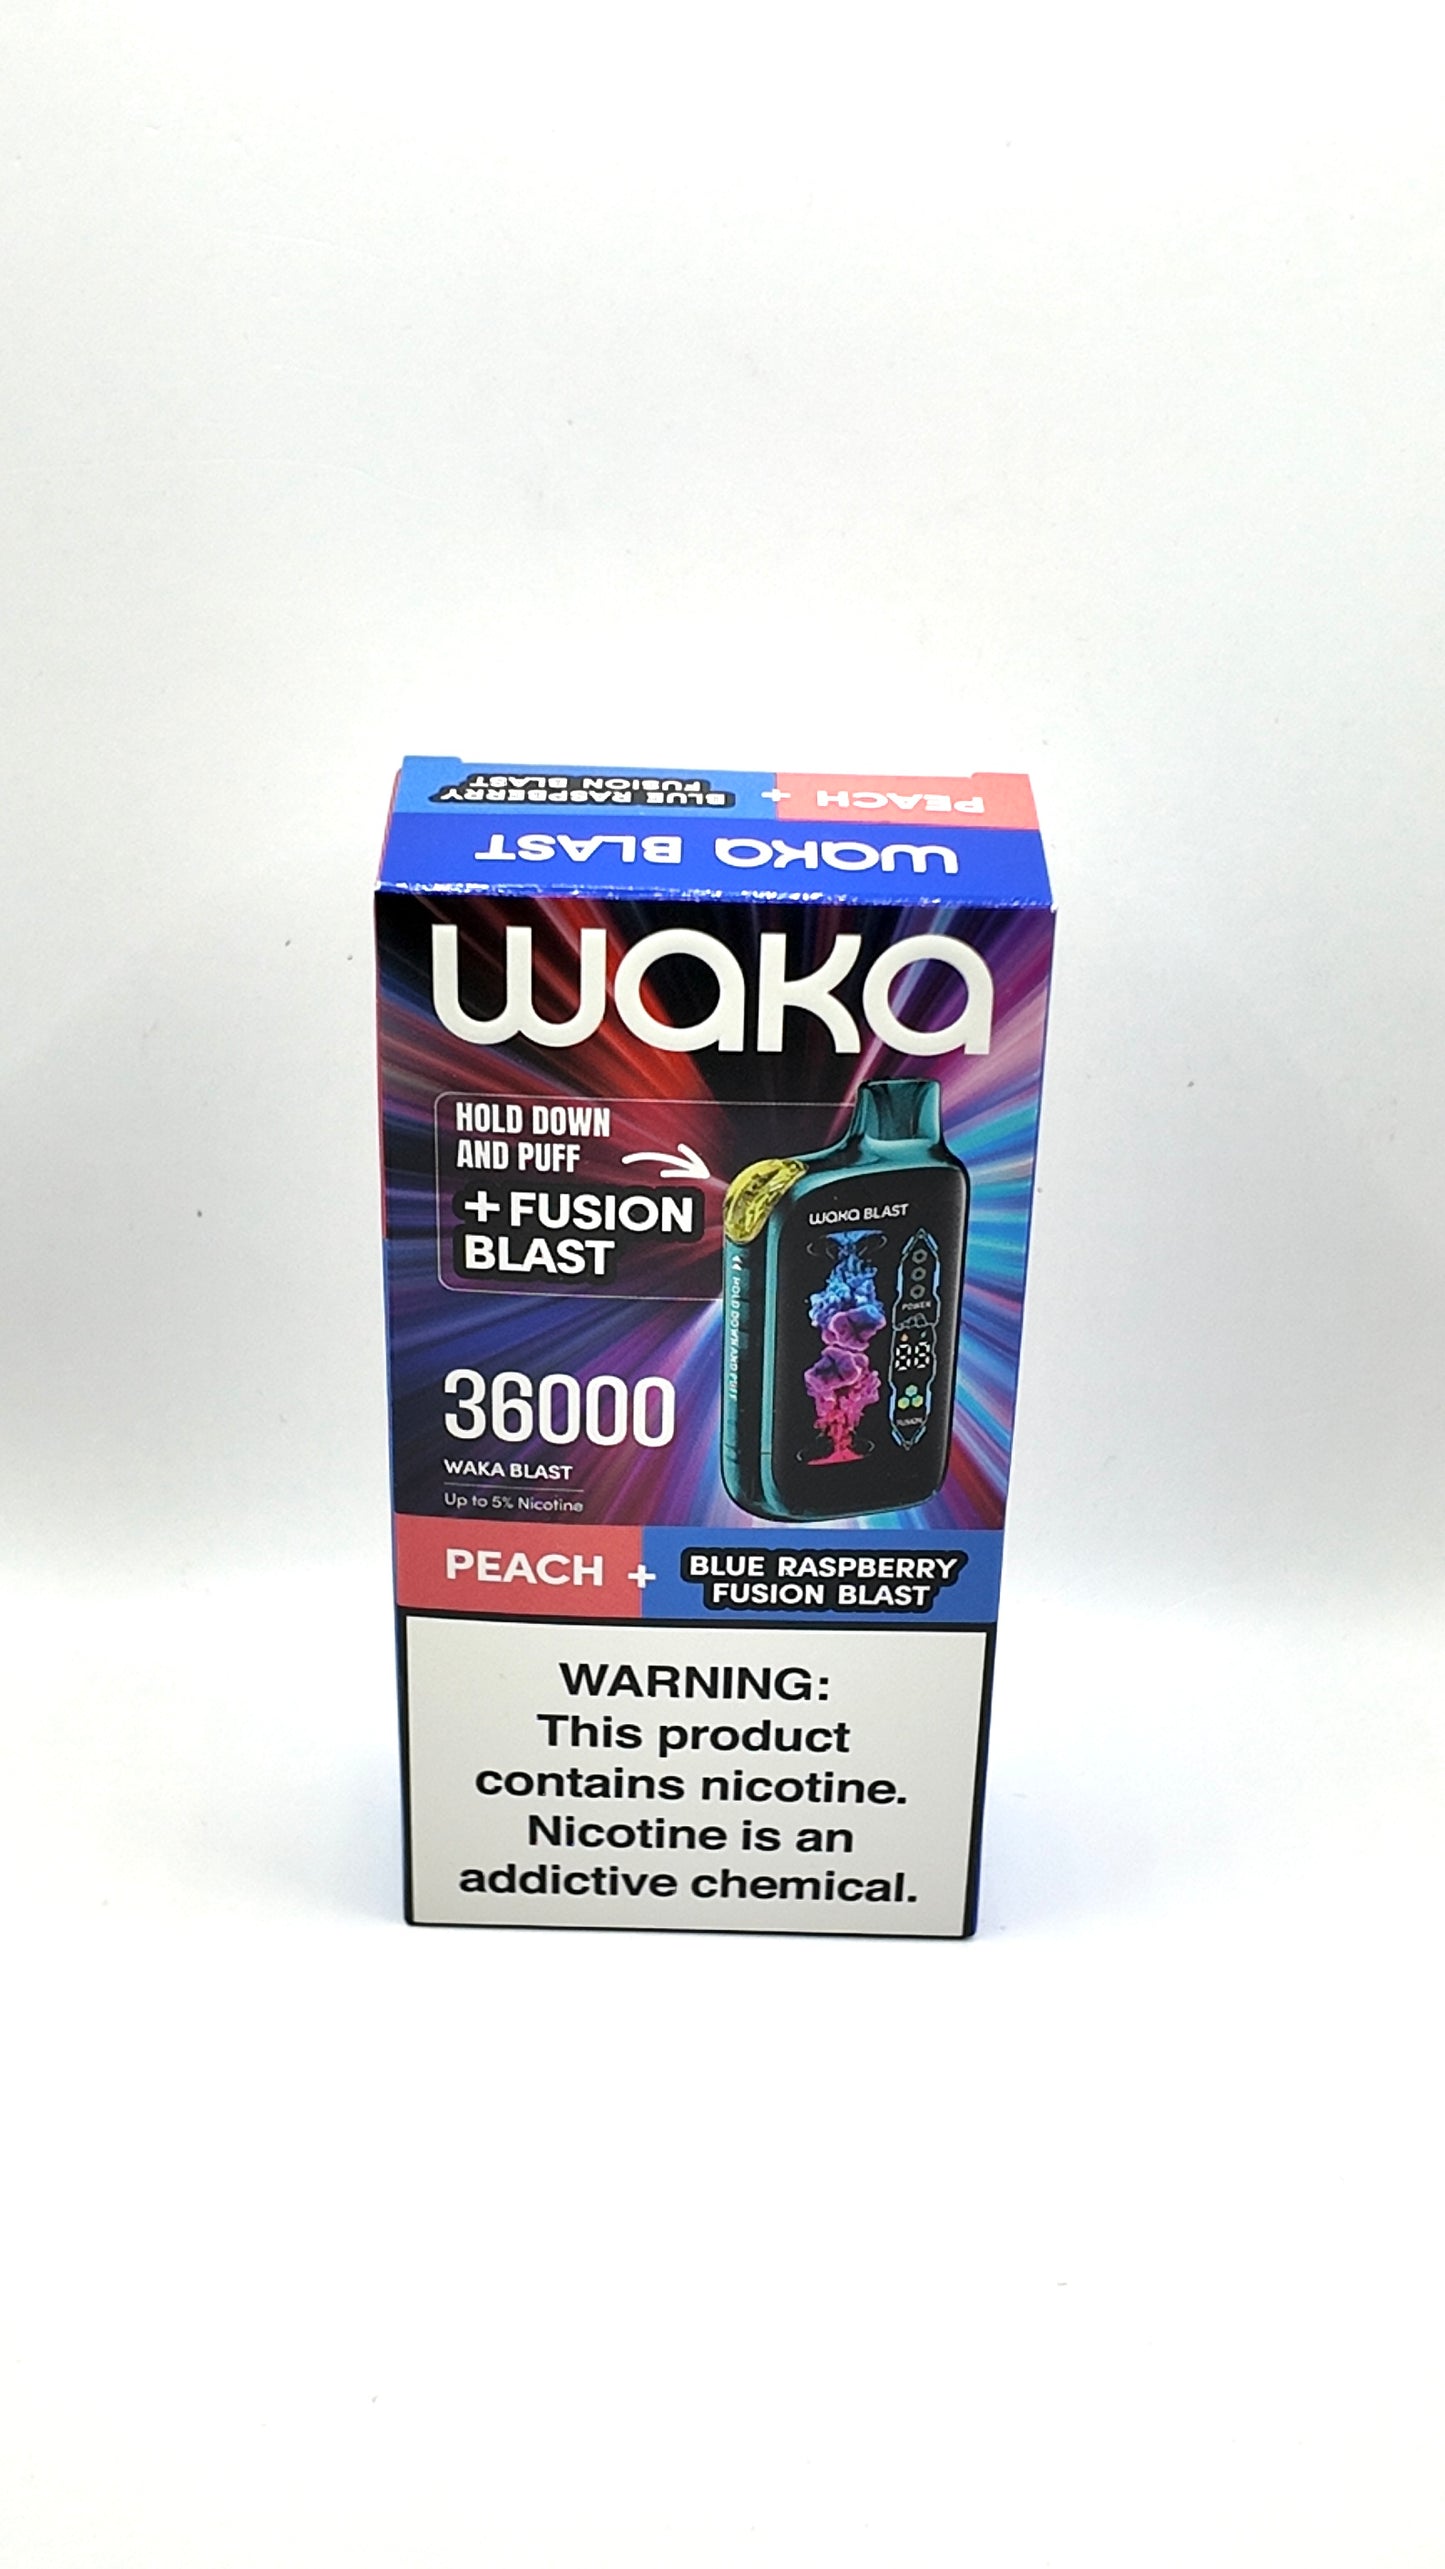 PEACH + BLUE RASPBERRY
FUSION BLAST
WAKA BLAST
WAKA
HOLD DOWN
AND PUFF
+FUSION
BLAST
WAKA BLAST
HOLD DOWN AND PUFF
POWER
88
FUSION
36000
WAKA BLAST
Up to 5% Nicotine
PEACH + BLUE RASPBERRY
FUSION BLAST
WARNING:
This product
contains nicotine.
Nicotine is an
addictive chemical.